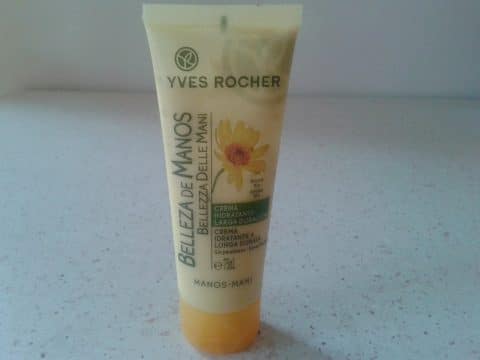 YVES ROCHER
BELLEZA DE MANOS
BELLEZZA DELLE MANI
CREMA
HIDRATANTE
LARGA DURACIÓN
CREMA
IDRATANTE A
LUNGA DURATA
MANOS-MANI